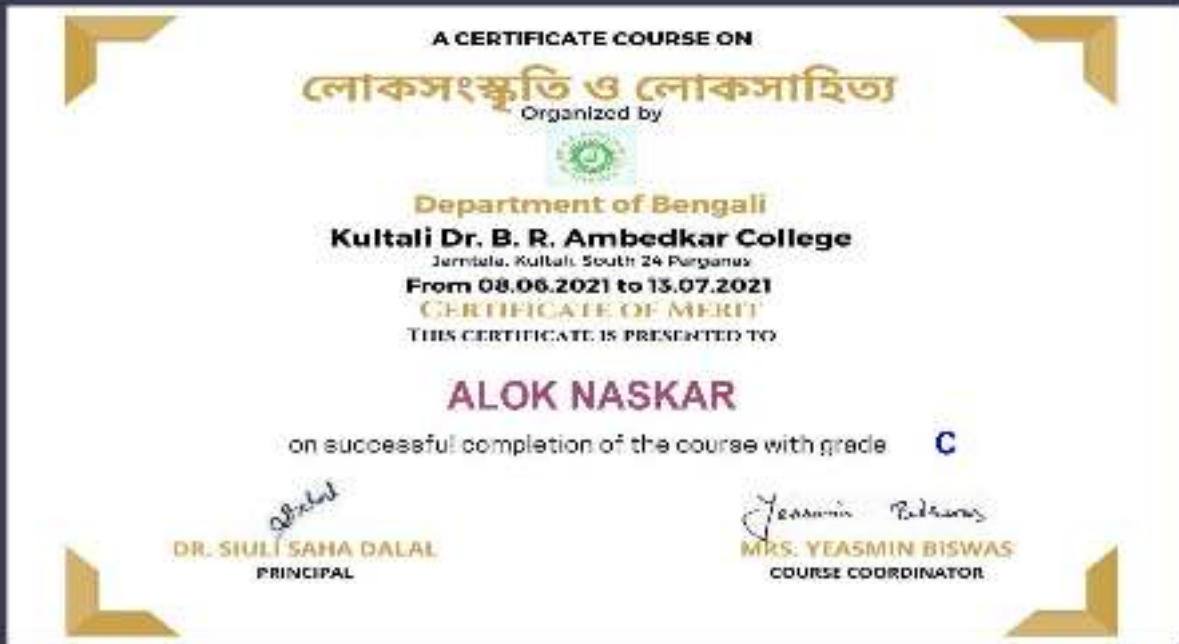 A CERTIFICATE COURSE ON
লোকসংস্কৃতি ও লোকসাহিত্য
Organized by
Department of Bengali
Kultali Dr. B. R. Ambedkar College
Jamtala, Kultali, South 24 Parganas
From 08.06.2021 to 13.07.2021
CERTIFICATE OF MERIT
THIS CERTIFICATE IS PRESENTED TO
ALOK NASKAR
on successful completion of the course with grade C
Yeasmin Biswas
DR. SIULI SAHA DALAL
MRS. YEASMIN BISWAS
PRINCIPAL
COURSE COORDINATOR